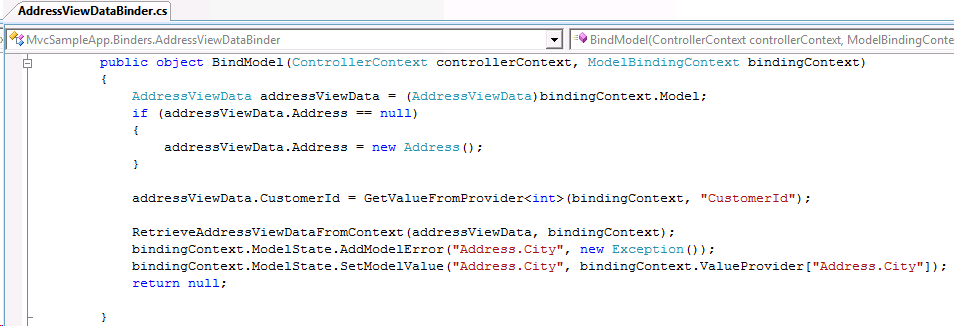 AddressViewDataBinder.cs
MvcSampleApp.Binders.AddressViewDataBinder BindModel(ControllerContext controllerContext, ModelBindingConte
public object BindModel(ControllerContext controllerContext, ModelBindingContext bindingContext)
{
AddressViewData addressViewData = (AddressViewData)bindingContext.Model;
if (addressViewData.Address == null)
{
addressViewData.Address = new Address();
}
addressViewData.CustomerId = GetValueFromProvider<int>(bindingContext, "CustomerId");
RetrieveAddressViewDataFromContext(addressViewData, bindingContext);
bindingContext.ModelState.AddModelError("Address.City", new Exception());
bindingContext.ModelState.SetModelValue("Address.City", bindingContext.ValueProvider["Address.City"]);
return null;
}